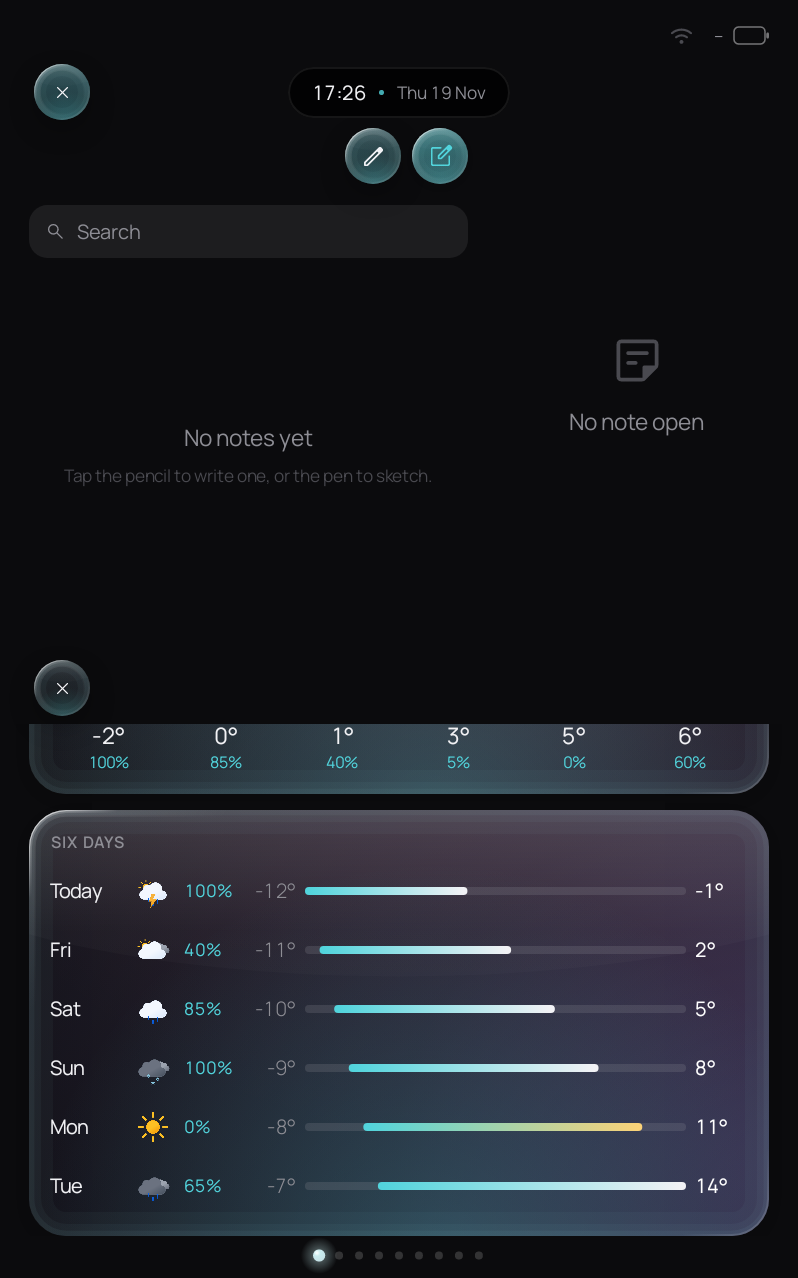 –
17:26 • Thu 19 Nov
Search
No note open
No notes yet
Tap the pencil to write one, or the pen to sketch.
-2° 0° 1° 3° 5° 6°
100% 85% 40% 5% 0% 60%
SIX DAYS
Today 100% -12° -1°
Fri 40% -11° 2°
Sat 85% -10° 5°
Sun 100% -9° 8°
Mon 0% -8° 11°
Tue 65% -7° 14°